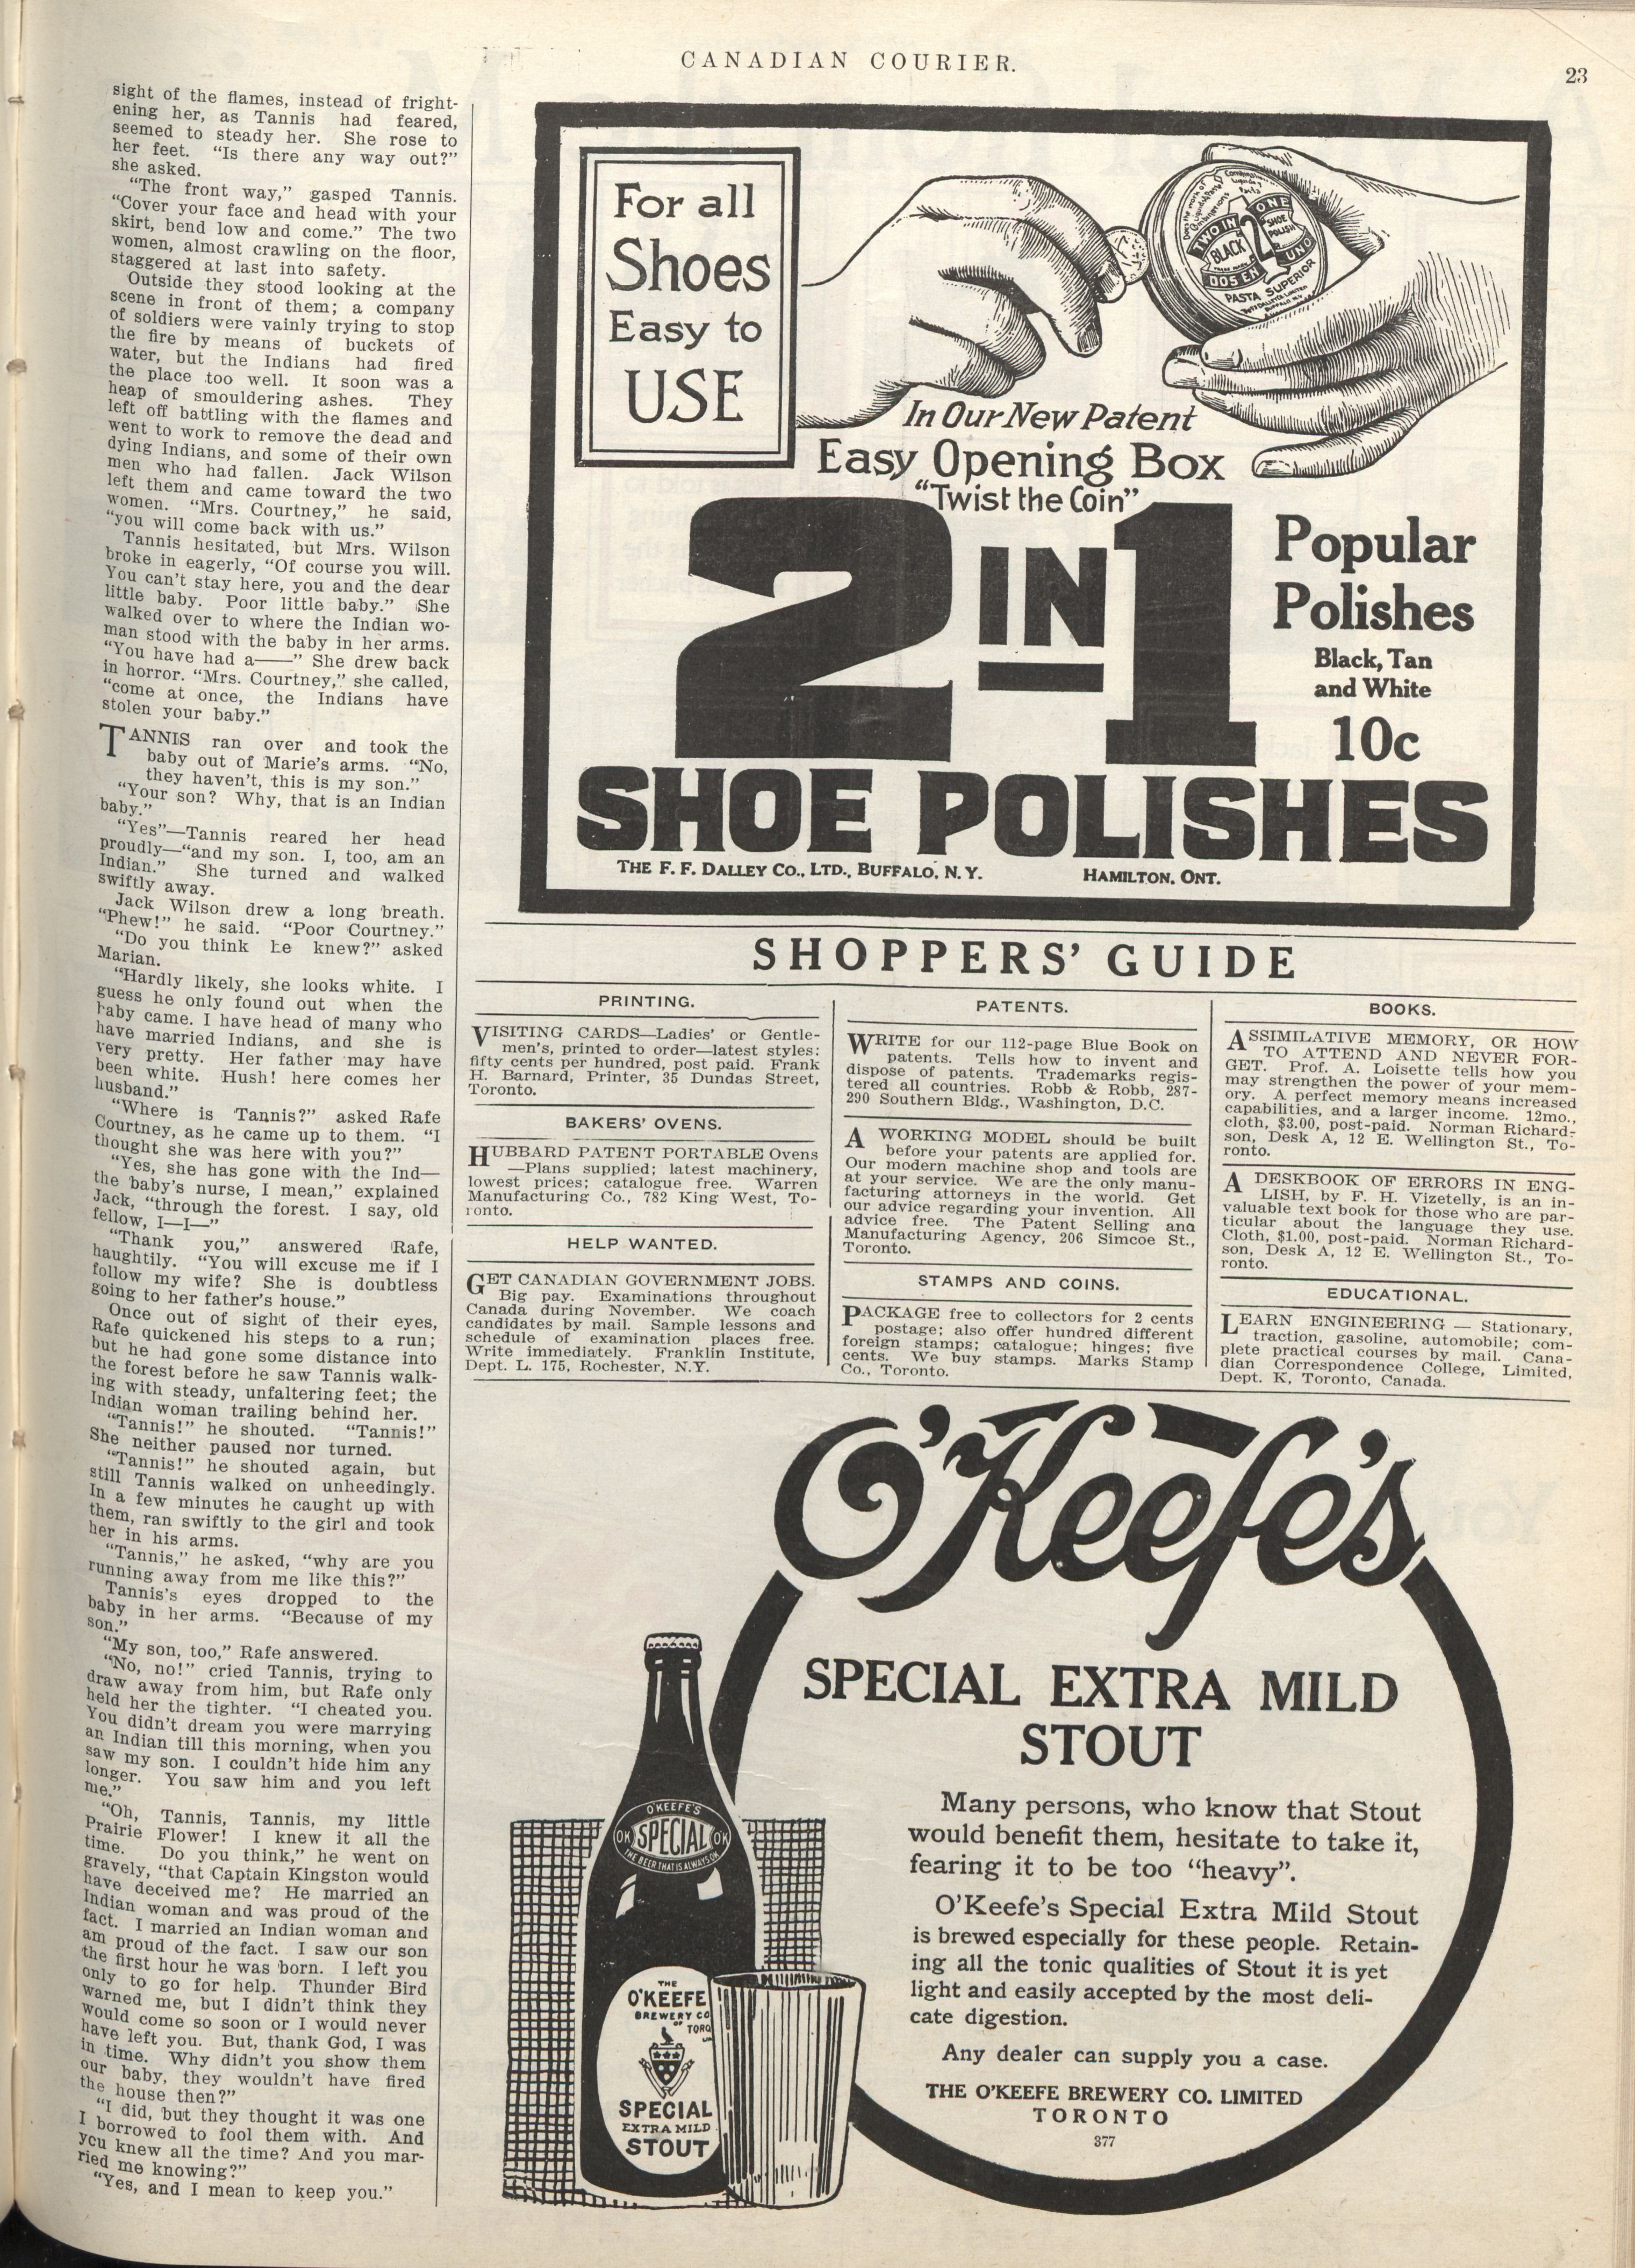 CANADIAN COURIER.
23
sight of the flames, instead of fright-
ening her, as Tannis had feared,
seemed to steady her. She rose to
her feet. "Is there any way out?"
she asked.
"The front way," gasped Tannis.
"Cover your face and head with your
skirt, bend low and come." The two
women, almost crawling on the floor,
staggered at last into safety.
Outside they stood looking at the
scene in front of them; a company
of soldiers were vainly trying to stop
the fire by means of buckets of
water, but the Indians had fired
the place too well. It soon was a
heap of smouldering ashes. They
left off battling with the flames and
went to work to remove the dead and
dying Indians, and some of their own
men who had fallen. Jack Wilson
left them and came toward the two
women. "Mrs. Courtney," he said,
"you will come back with us."
Tannis hesitated, but Mrs. Wilson
broke in eagerly, "Of course you will.
You can't stay here, you and the dear
little baby. Poor little baby." She
walked over to where the Indian wo-
man stood with the baby in her arms.
"You have had a——" She drew back
in horror. "Mrs. Courtney," she called,
"come at once, the Indians have
stolen your baby."
TANNIS ran over and took the
baby out of Marie's arms. "No,
they haven't, this is my son."
"Your son? Why, that is an Indian
baby."
"Yes"—Tannis reared her head
proudly—"and my son. I, too, am an
Indian." She turned and walked
swiftly away.
Jack Wilson drew a long breath.
"Phew!" he said. "Poor Courtney."
"Do you think he knew?" asked
Marian.
"Hardly likely, she looks white. I
guess he only found out when the
baby came. I have head of many who
have married Indians, and she is
very pretty. Her father may have
been white. Hush! here comes her
husband."
"Where is Tannis?" asked Rafe
Courtney, as he came up to them. "I
thought she was here with you?"
"Yes, she has gone with the Ind—
the baby's nurse, I mean," explained
Jack, "through the forest. I say, old
fellow, I—I—"
"Thank you," answered Rafe,
haughtily. "You will excuse me if I
follow my wife? She is doubtless
going to her father's house."
Once out of sight of their eyes,
Rafe quickened his steps to a run;
but he had gone some distance into
the forest before he saw Tannis walk-
ing with steady, unfaltering feet; the
Indian woman trailing behind her.
"Tannis!" he shouted. "Tannis!"
She neither paused nor turned.
"Tannis!" he shouted again, but
still Tannis walked on unheedingly.
In a few minutes he caught up with
them, ran swiftly to the girl and took
her in his arms.
"Tannis," he asked, "why are you
running away from me like this?"
Tannis's eyes dropped to the
baby in her arms. "Because of my
son."
"My son, too," Rafe answered.
"No, no!" cried Tannis, trying to
draw away from him, but Rafe only
held her the tighter. "I cheated you.
You didn't dream you were marrying
an Indian till this morning, when you
saw my son. I couldn't hide him any
longer. You saw him and you left
me."
"Oh, Tannis, Tannis, my little
Prairie Flower! I knew it all the
time. Do you think," he went on
gravely, "that Captain Kingston would
have deceived me? He married an
Indian woman and was proud of the
fact. I married an Indian woman and
am proud of the fact. I saw our son
the first hour he was born. I left you
only to go for help. Thunder Bird
warned me, but I didn't think they
would come so soon or I would never
have left you. But, thank God, I was
in time. Why didn't you show them
our baby, they wouldn't have fired
the house then?"
"I did, but they thought it was one
I borrowed to fool them with. And
you knew all the time? And you mar-
ried me knowing?"
"Yes, and I mean to keep you."
For all
Shoes
Easy to
USE
TWO IN ONE
BLACK
2
SHOE POLISH
DOS EN UNO
PASTA SUPERIOR
In Our New Patent
Easy Opening Box
"Twist the Coin"
2 IN 1
Popular
Polishes
Black, Tan
and White
10c
SHOE POLISHES
THE F. F. DALLEY CO., LTD., BUFFALO, N. Y. HAMILTON, ONT.
SHOPPERS' GUIDE
PRINTING.
VISITING CARDS—Ladies' or Gentle-
men's, printed to order—latest styles:
fifty cents per hundred, post paid. Frank
H. Barnard, Printer, 35 Dundas Street,
Toronto.
BAKERS' OVENS.
HUBBARD PATENT PORTABLE Ovens
—Plans supplied; latest machinery,
lowest prices; catalogue free. Warren
Manufacturing Co., 782 King West, To-
ronto.
HELP WANTED.
GET CANADIAN GOVERNMENT JOBS.
Big pay. Examinations throughout
Canada during November. We coach
candidates by mail. Sample lessons and
schedule of examination places free.
Write immediately. Franklin Institute,
Dept. L. 175, Rochester, N.Y.
PATENTS.
WRITE for our 112-page Blue Book on
patents. Tells how to invent and
dispose of patents. Trademarks regis-
tered all countries. Robb & Robb, 287-
290 Southern Bldg., Washington, D.C.
A WORKING MODEL should be built
before your patents are applied for.
Our modern machine shop and tools are
at your service. We are the only manu-
facturing attorneys in the world. Get
our advice regarding your invention. All
advice free. The Patent Selling and
Manufacturing Agency, 206 Simcoe St.,
Toronto.
STAMPS AND COINS.
PACKAGE free to collectors for 2 cents
postage; also offer hundred different
foreign stamps; catalogue; hinges; five
cents. We buy stamps. Marks Stamp
Co., Toronto.
BOOKS.
ASSIMILATIVE MEMORY, OR HOW
TO ATTEND AND NEVER FOR-
GET. Prof. A. Loisette tells how you
may strengthen the power of your mem-
ory. A perfect memory means increased
capabilities, and a larger income. 12mo.,
cloth, $3.00, post-paid. Norman Richard-
son, Desk A, 12 E. Wellington St., To-
ronto.
A DESKBOOK OF ERRORS IN ENG-
LISH, by F. H. Vizetelly, is an in-
valuable text book for those who are par-
ticular about the language they use.
Cloth, $1.00, post-paid. Norman Richard-
son, Desk A, 12 E. Wellington St., To-
ronto.
EDUCATIONAL.
LEARN ENGINEERING — Stationary,
traction, gasoline, automobile; com-
plete practical courses by mail. Cana-
dian Correspondence College, Limited,
Dept. K, Toronto, Canada.
O'Keefe's
SPECIAL EXTRA MILD
STOUT
Many persons, who know that Stout
would benefit them, hesitate to take it,
fearing it to be too "heavy".
O'Keefe's Special Extra Mild Stout
is brewed especially for these people. Retain-
ing all the tonic qualities of Stout it is yet
light and easily accepted by the most deli-
cate digestion.
Any dealer can supply you a case.
THE O'KEEFE BREWERY CO. LIMITED
TORONTO
377
O'KEEFE'S
OK SPECIAL OK
THE BEER THAT IS ALWAYS OK
THE
O'KEEFE
BREWERY CO
OF TORO
SPECIAL
EXTRA MILD
STOUT